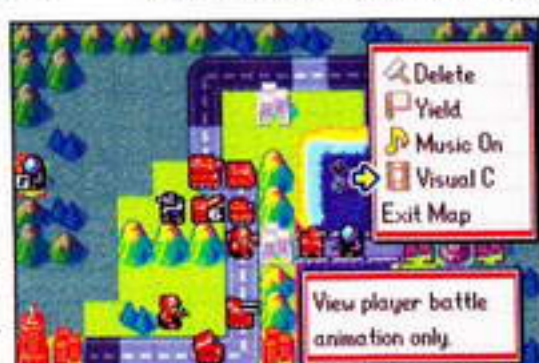 Delete
Yield
Music On
Visual C
Exit Map
View player battle
animation only.